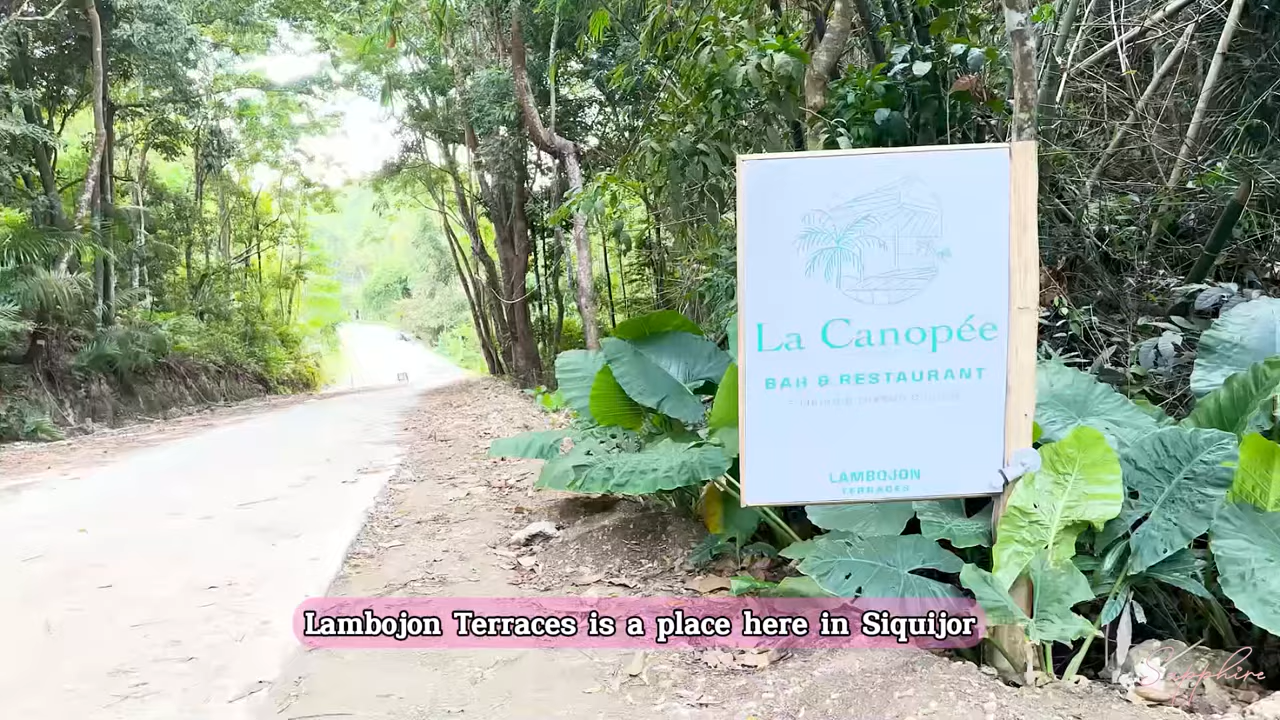 La Canopée
BAR & RESTAURANT
LAMBOJON
TERRACES
Lambojon Terraces is a place here in Siquijor